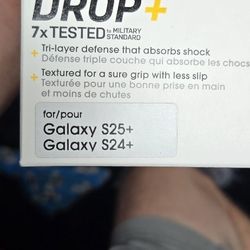 DROP+
7x TESTED to MILITARY
STANDARD
+ Tri-layer defense that absorbs shock
Défense triple couche qui absorbe les chocs
+ Textured for a sure grip with less slip
Texturée pour une bonne prise en main
et moins de chutes
for/pour
Galaxy S25+
Galaxy S24+